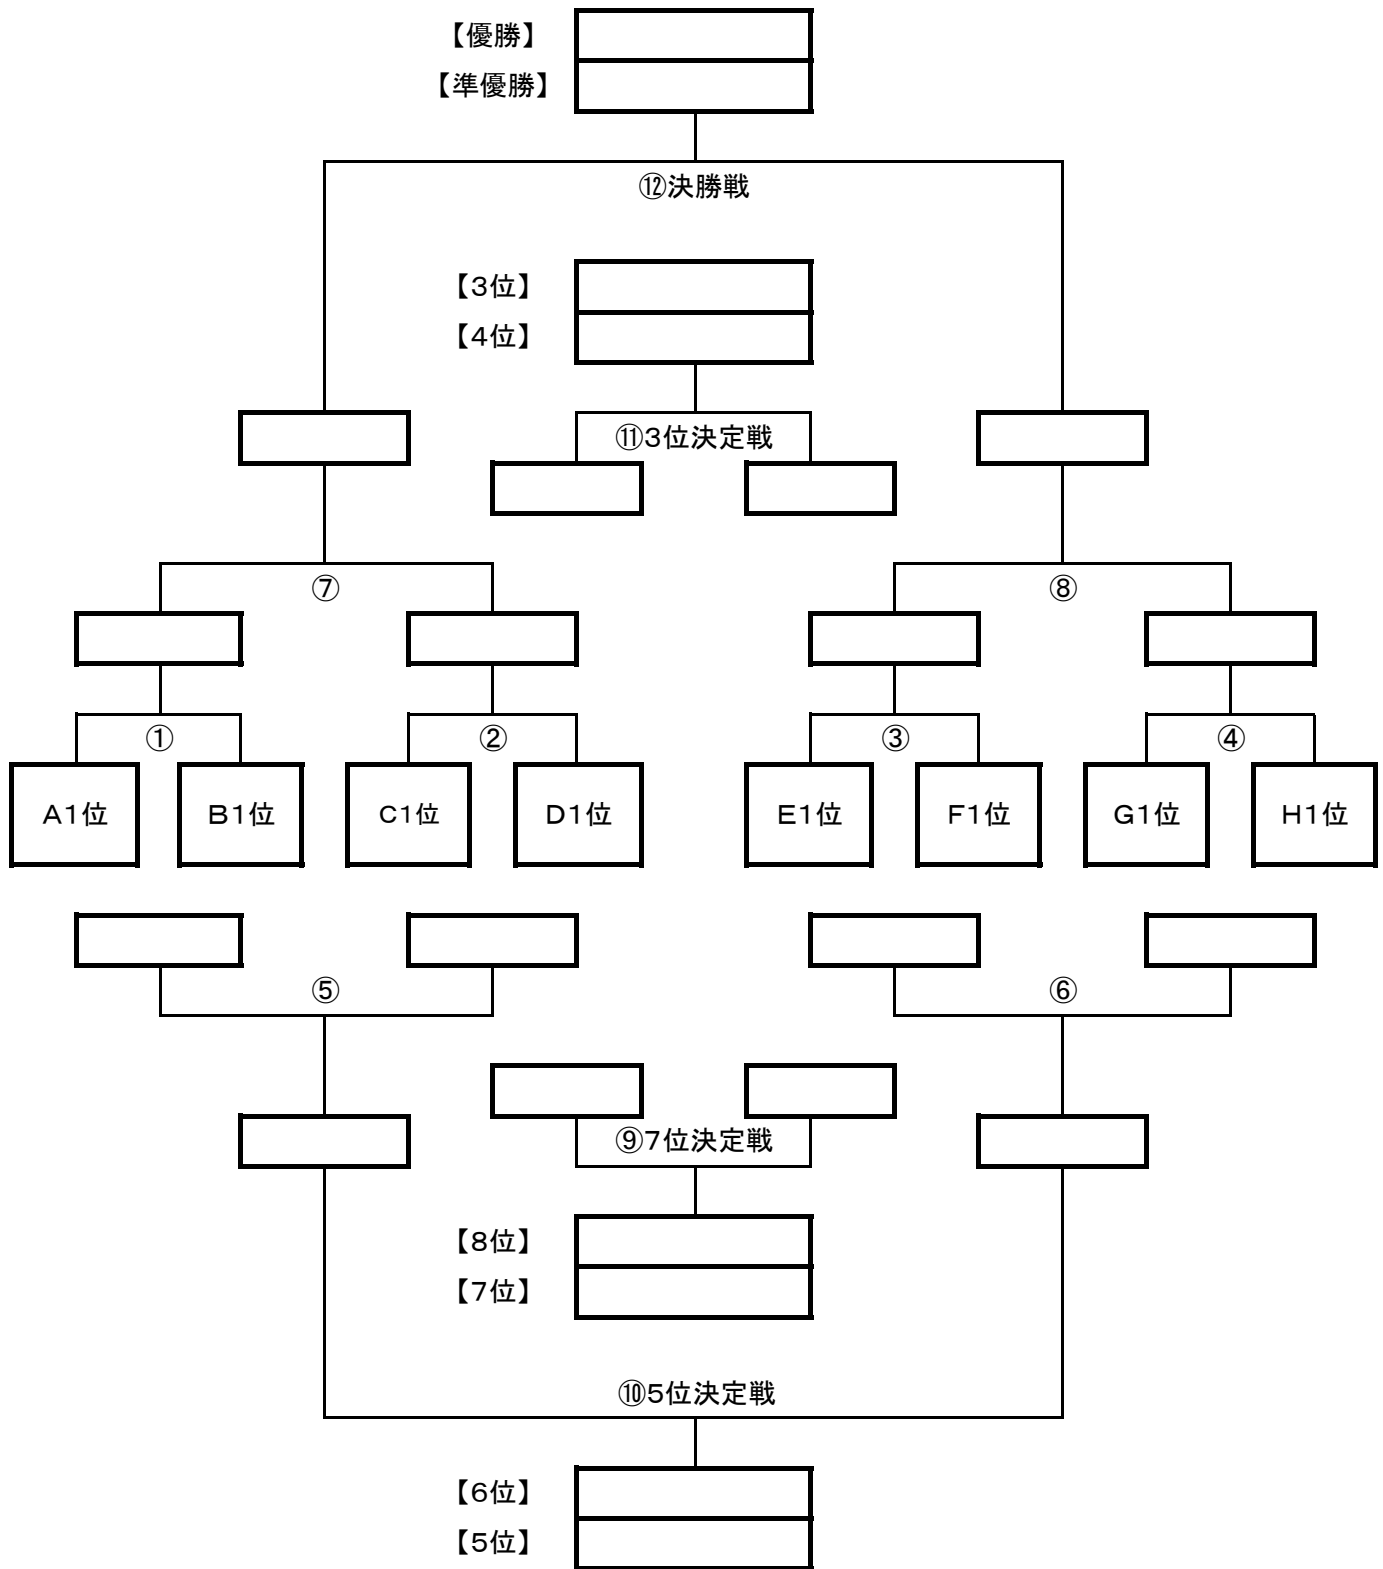 【優勝】
【準優勝】
⑫決勝戦
【3位】
【4位】
⑪3位決定戦
⑦
⑧
①
②
③
④
A1位
B1位
C1位
D1位
E1位
F1位
G1位
H1位
⑤
⑥
⑨7位決定戦
【8位】
【7位】
⑩5位決定戦
【6位】
【5位】